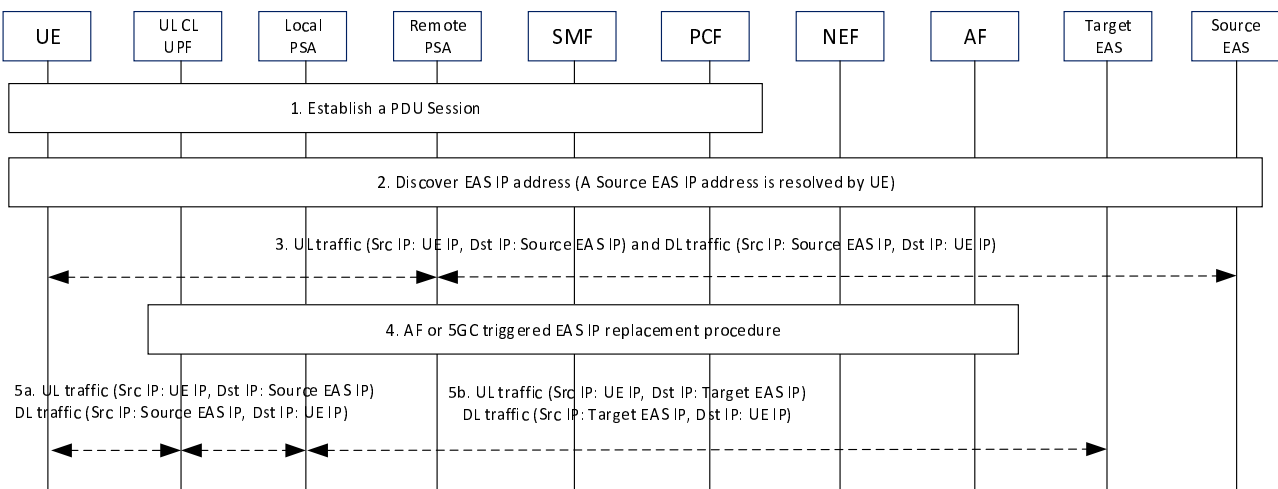 UE
UL CL
UPF
Local
PSA
Remote
PSA
SMF
PCF
NEF
AF
Target
EAS
Source
EAS
1. Establish a PDU Session
2. Discover EAS IP address (A Source EAS IP address is resolved by UE)
3. UL traffic (Src IP: UE IP, Dst IP: Source EAS IP) and DL traffic (Src IP: Source EAS IP, Dst IP: UE IP)
4. AF or 5GC triggered EAS IP replacement procedure
5a. UL traffic (Src IP: UE IP, Dst IP: Source EAS IP)
DL traffic (Src IP: Source EAS IP, Dst IP: UE IP)
5b. UL traffic (Src IP: UE IP, Dst IP: Target EAS IP)
DL traffic (Src IP: Target EAS IP, Dst IP: UE IP)